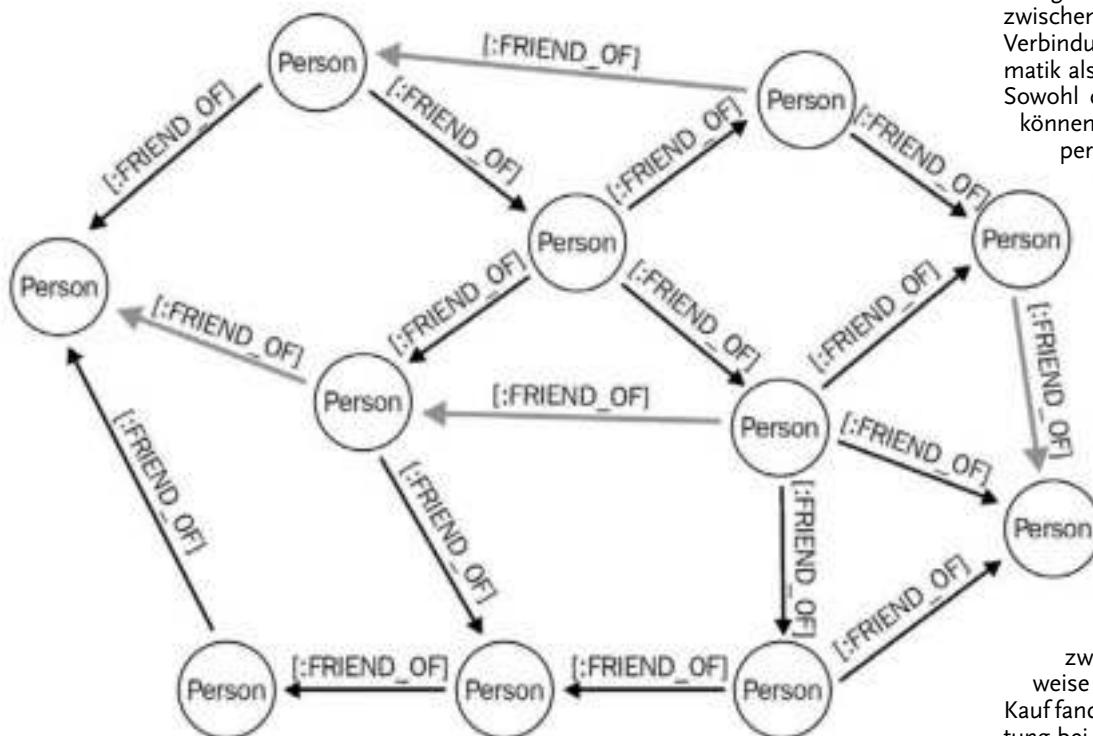 zwischen
Verbindu
matik als
Sowohl
können
per
[:FRIEND_OF]
Person
Person
[:FRIEND_OF]
[:FRIEND_OF]
[:FRIEND_OF]
[:FRIEND_OF]
Person
Person
Person
[:FRIEND_OF]
[:FRIEND_OF]
[:FRIEND_OF]
[:FRIEND_OF]
[:FRIEND_OF]
Person
[:FRIEND_OF]
Person
[:FRIEND_OF]
[:FRIEND_OF]
[:FRIEND_OF]
[:FRIEND_OF]
[:FRIEND_OF]
Person
[:FRIEND_OF]
Person
[:FRIEND_OF]
Person
[:FRIEND_OF]
Person
zw
weise
Kauf fand
tung bei